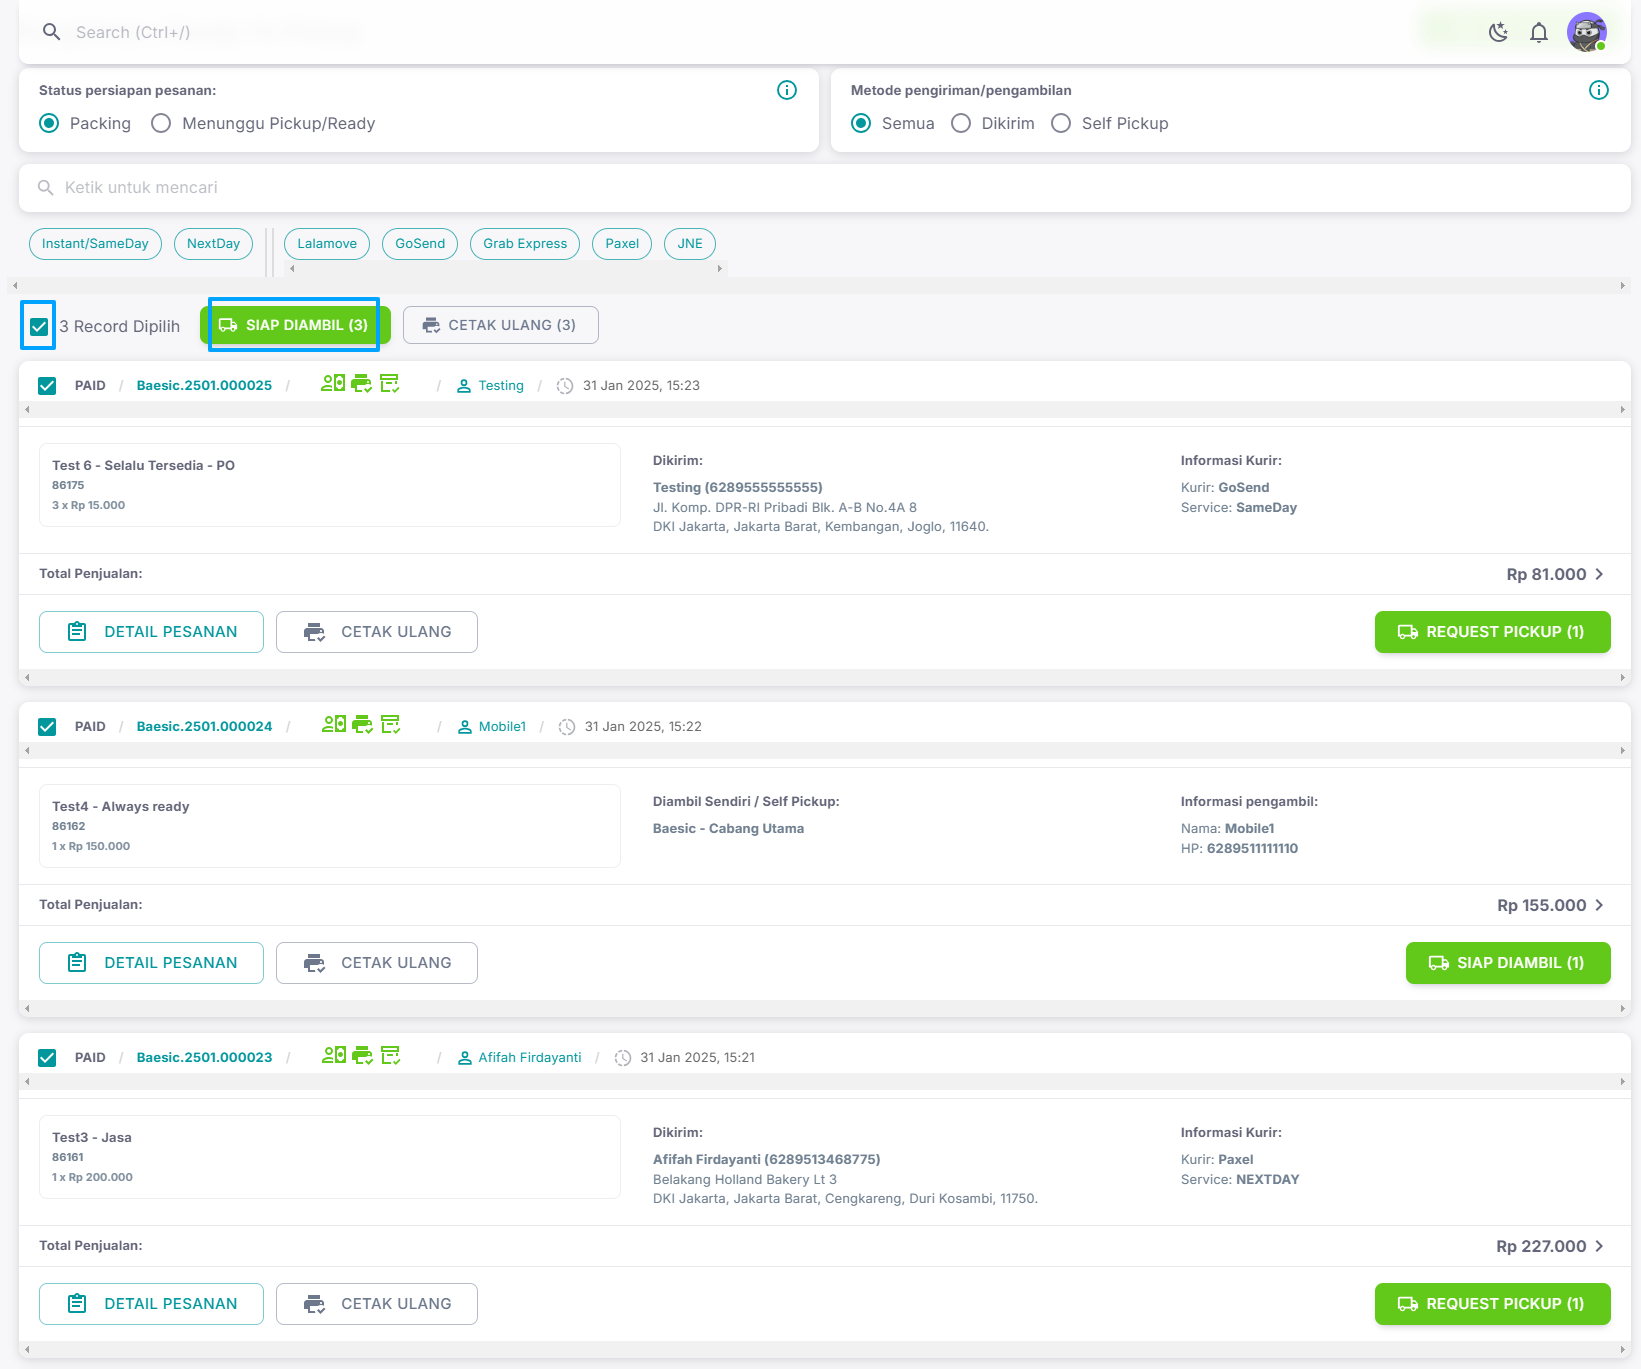 Search (Ctrl+/)
Status persiapan pesanan:
Packing
Menunggu Pickup/Ready
Metode pengiriman/pengambilan
Semua
Dikirim
Self Pickup
Ketik untuk mencari
Instant/SameDay
NextDay
Lalamove
GoSend
Grab Express
Paxel
JNE
3 Record Dipilih
SIAP DIAMBIL (3)
CETAK ULANG (3)
PAID / Baesic.2501.000025 / / Testing / 31 Jan 2025, 15:23
Test 6 - Selalu Tersedia - PO
86175
3 x Rp 15.000
Dikirim:
Testing (6289555555555)
Jl. Komp. DPR-RI Pribadi Blk. A-B No.4A 8
DKI Jakarta, Jakarta Barat, Kembangan, Joglo, 11640.
Informasi Kurir:
Kurir: GoSend
Service: SameDay
Total Penjualan:
Rp 81.000
DETAIL PESANAN
CETAK ULANG
REQUEST PICKUP (1)
PAID / Baesic.2501.000024 / / Mobile1 / 31 Jan 2025, 15:22
Test4 - Always ready
86162
1 x Rp 150.000
Diambil Sendiri / Self Pickup:
Baesic - Cabang Utama
Informasi pengambil:
Nama: Mobile1
HP: 6289511111110
Total Penjualan:
Rp 155.000
DETAIL PESANAN
CETAK ULANG
SIAP DIAMBIL (1)
PAID / Baesic.2501.000023 / / Afifah Firdayanti / 31 Jan 2025, 15:21
Test3 - Jasa
86161
1 x Rp 200.000
Dikirim:
Afifah Firdayanti (6289513468775)
Belakang Holland Bakery Lt 3
DKI Jakarta, Jakarta Barat, Cengkareng, Duri Kosambi, 11750.
Informasi Kurir:
Kurir: Paxel
Service: NEXTDAY
Total Penjualan:
Rp 227.000
DETAIL PESANAN
CETAK ULANG
REQUEST PICKUP (1)